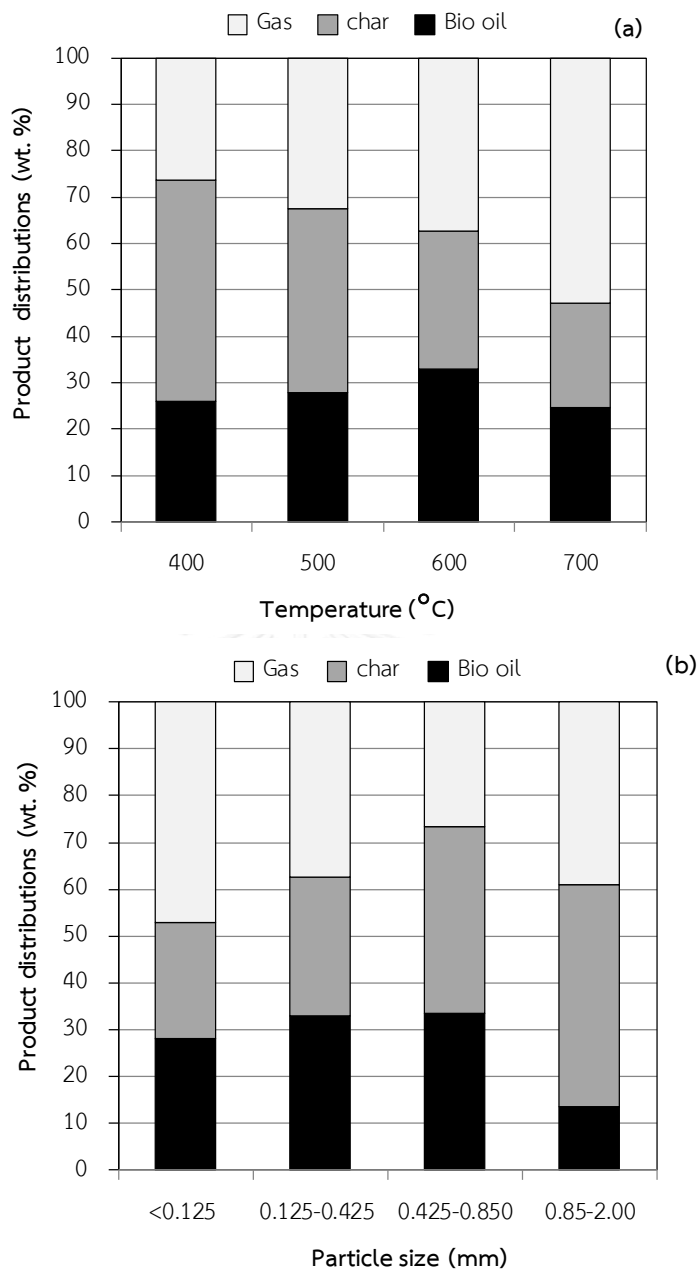 Gas char Bio oil (a)
Product distributions (wt. %)
100
90
80
70
60
50
40
30
20
10
0
400 500 600 700
Temperature (°C)
Gas char Bio oil (b)
Product distributions (wt. %)
100
90
80
70
60
50
40
30
20
10
0
<0.125 0.125-0.425 0.425-0.850 0.85-2.00
Particle size (mm)